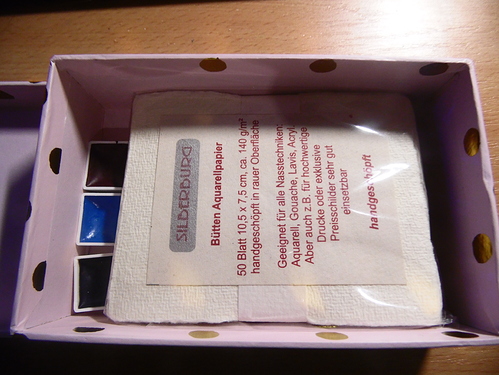 SILBERBURG
Bütten Aquarellpapier
50 Blatt 10,5 x 7,5 cm, ca. 140 g/m²
handgeschöpft in rauer Oberfläche
Geeignet für alle Nasstechniken:
Aquarell, Gouache, Lavis, Acryl.
Aber auch z.B. für hochwertige
Drucke oder exklusive
Preisschilder sehr gut
einsetzbar
handgeschöpft